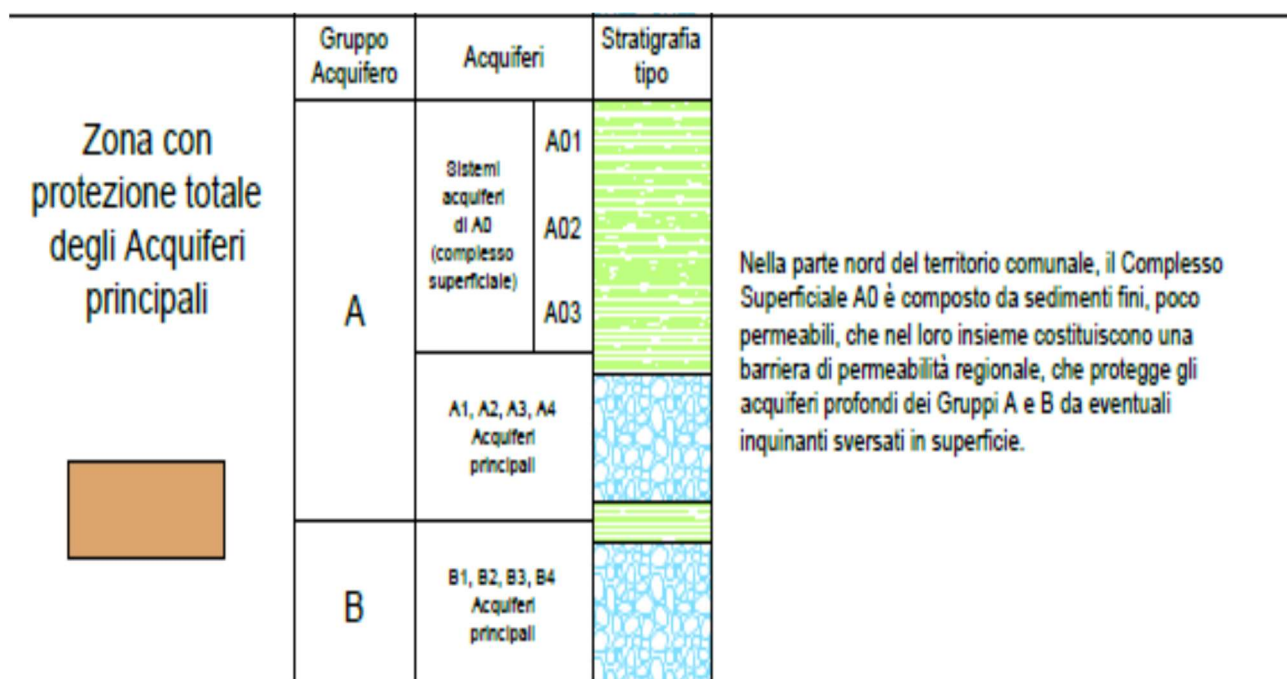 Gruppo
Acquifero
Acquiferi
Stratigrafia
tipo
Zona con
protezione totale
degli Acquiferi
principali
A
Sistemi
acquiferi
di A0
(complesso
superficiale)
A01
A02
A03
A1, A2, A3, A4
Acquiferi
principali
B
B1, B2, B3, B4
Acquiferi
principali
Nella parte nord del territorio comunale, il Complesso
Superficiale A0 è composto da sedimenti fini, poco
permeabili, che nel loro insieme costituiscono una
barriera di permeabilità regionale, che protegge gli
acquiferi profondi dei Gruppi A e B da eventuali
inquinanti sversati in superficie.